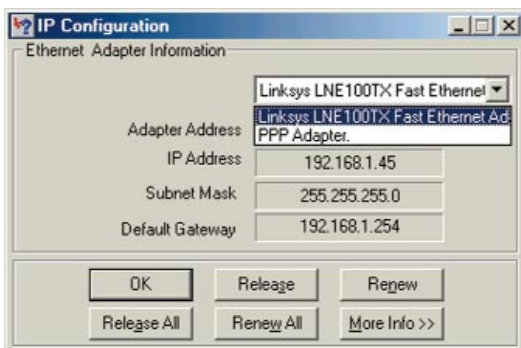 IP Configuration
Ethernet Adapter Information
Linksys LNE100TX Fast Ethernet
Linksys LNE100TX Fast Ethernet Ad
PPP Adapter.
Adapter Address
IP Address
192.168.1.45
Subnet Mask
255.255.255.0
Default Gateway
192.168.1.254
OK
Release
Renew
Release All
Renew All
More Info >>